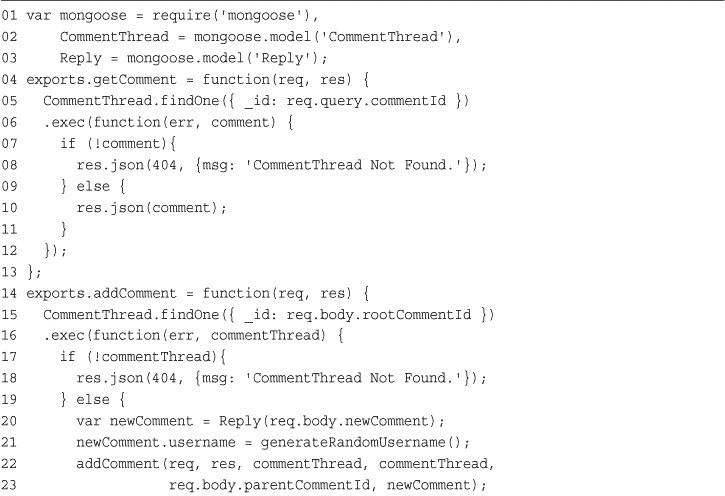 01 var mongoose = require('mongoose'),
02     CommentThread = mongoose.model('CommentThread'),
03     Reply = mongoose.model('Reply');
04 exports.getComment = function(req, res) {
05   CommentThread.findOne({ _id: req.query.commentId })
06   .exec(function(err, comment) {
07     if (!comment){
08       res.json(404, {msg: 'CommentThread Not Found.'});
09     } else {
10       res.json(comment);
11     }
12   });
13 };
14 exports.addComment = function(req, res) {
15   CommentThread.findOne({ _id: req.body.rootCommentId })
16   .exec(function(err, commentThread) {
17     if (!commentThread){
18       res.json(404, {msg: 'CommentThread Not Found.'});
19     } else {
20       var newComment = Reply(req.body.newComment);
21       newComment.username = generateRandomUsername();
22       addComment(req, res, commentThread, commentThread,
23                  req.body.parentCommentId, newComment);